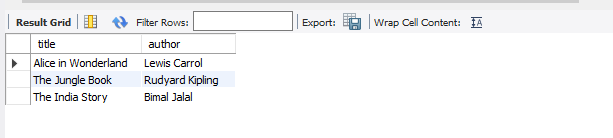 Result Grid Filter Rows: Export: Wrap Cell Content: IA
title author
Alice in Wonderland Lewis Carrol
The Jungle Book Rudyard Kipling
The India Story Bimal Jalal